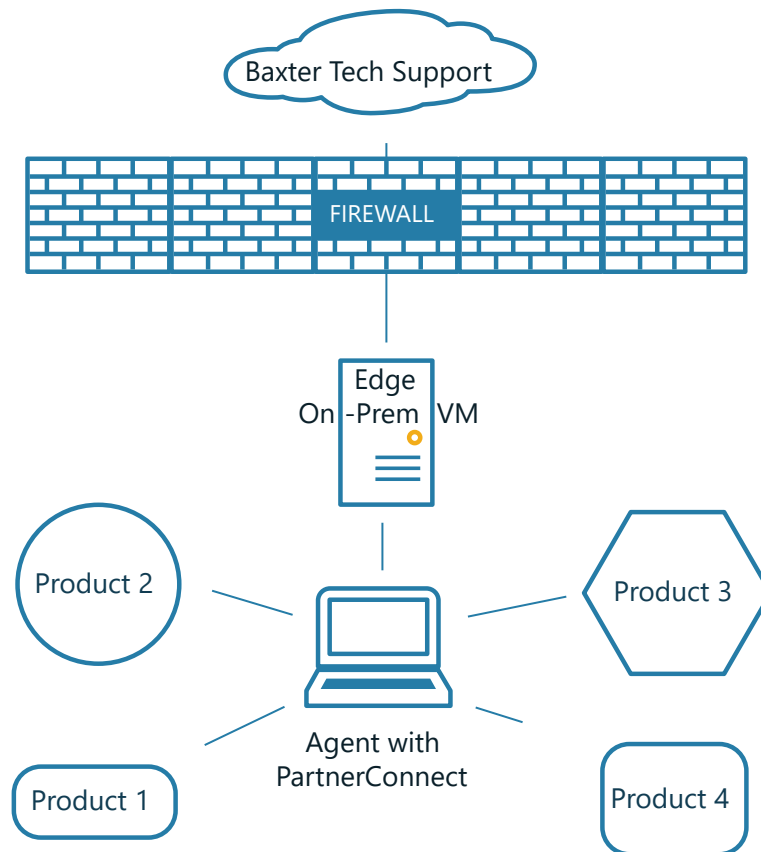 Baxter Tech Support
FIREWALL
Edge
On -Prem VM
Product 2
Product 3
Agent with
PartnerConnect
Product 1
Product 4